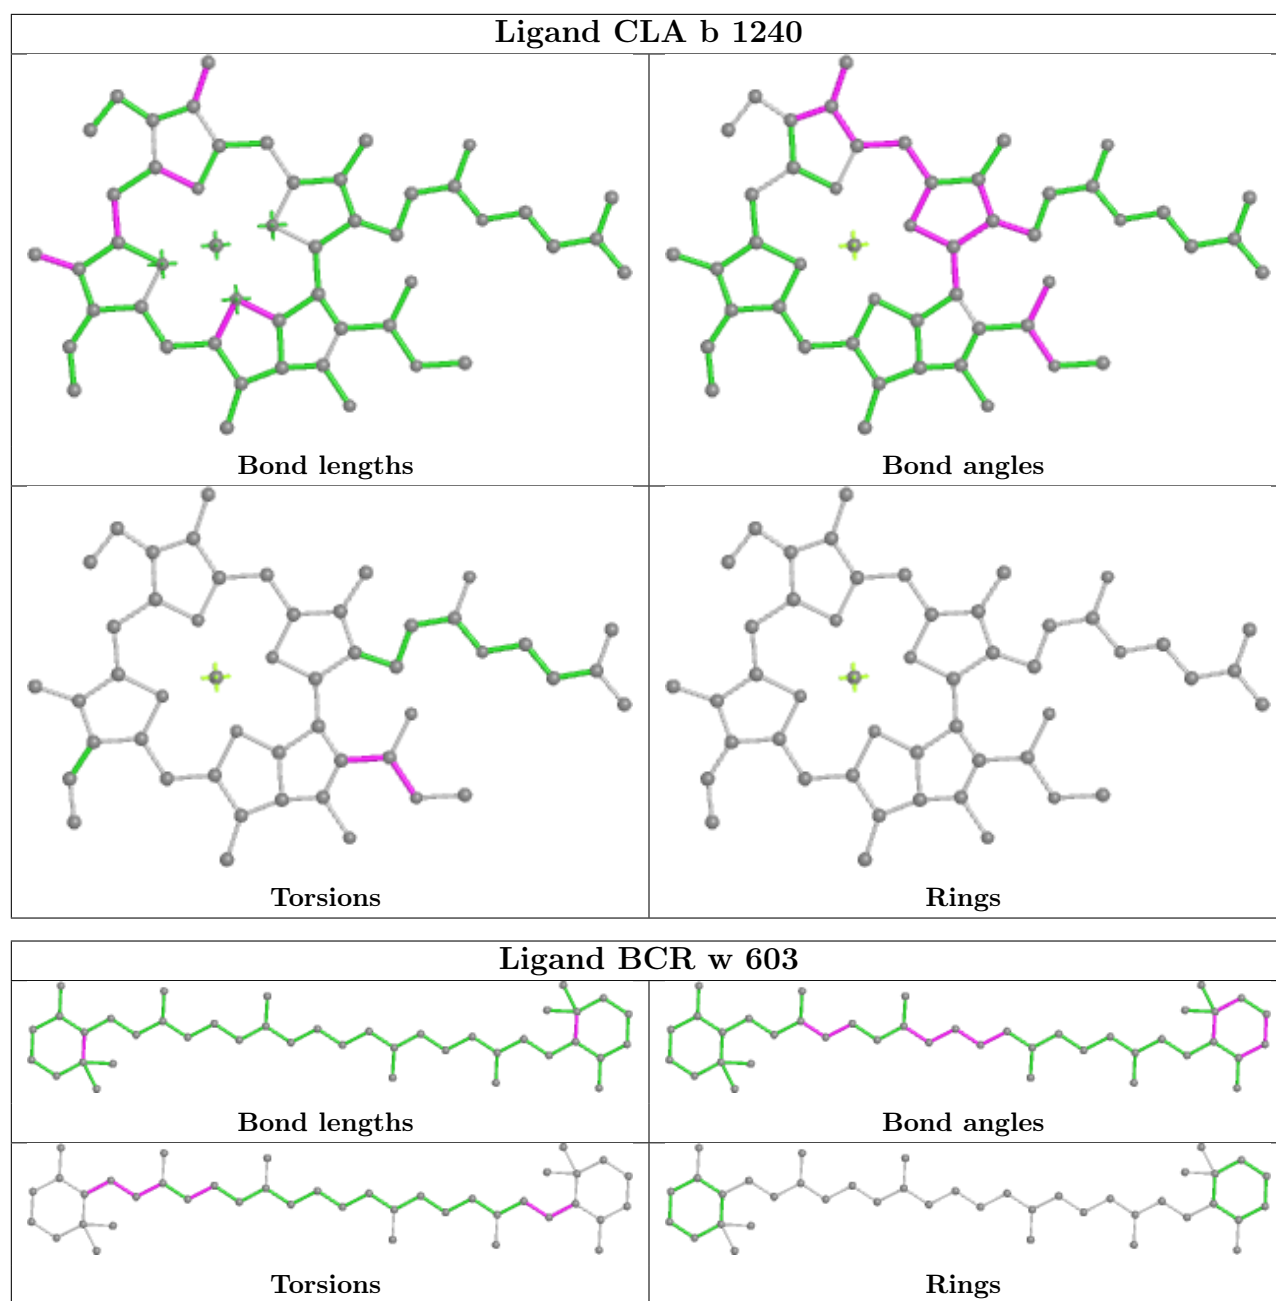 Ligand CLA b 1240
Bond lengths
Bond angles
Torsions
Rings
Ligand BCR w 603
Bond lengths
Bond angles
Torsions
Rings